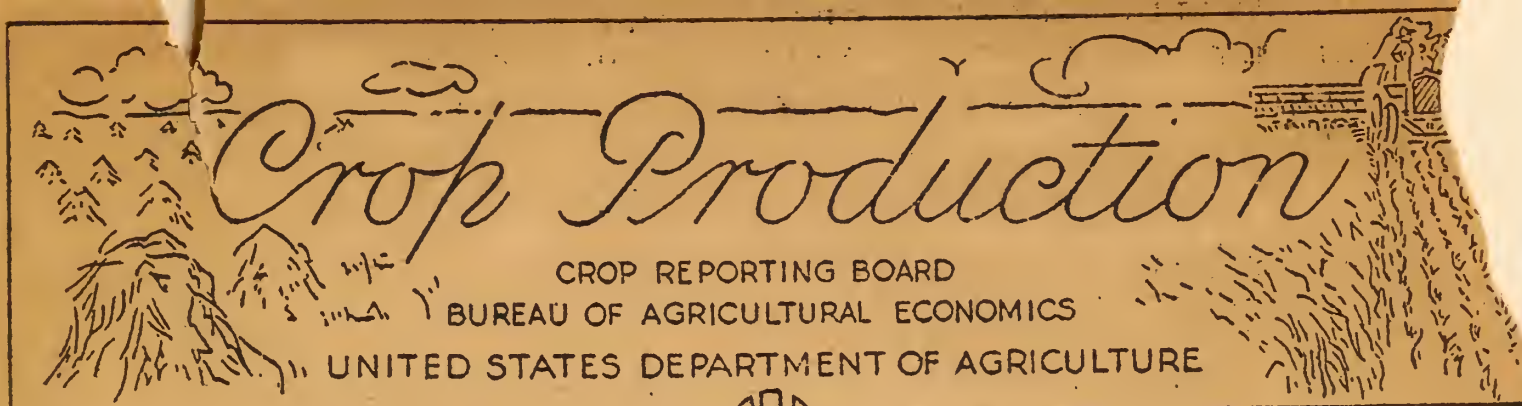 Crop Production
CROP REPORTING BOARD
BUREAU OF AGRICULTURAL ECONOMICS
UNITED STATES DEPARTMENT OF AGRICULTURE